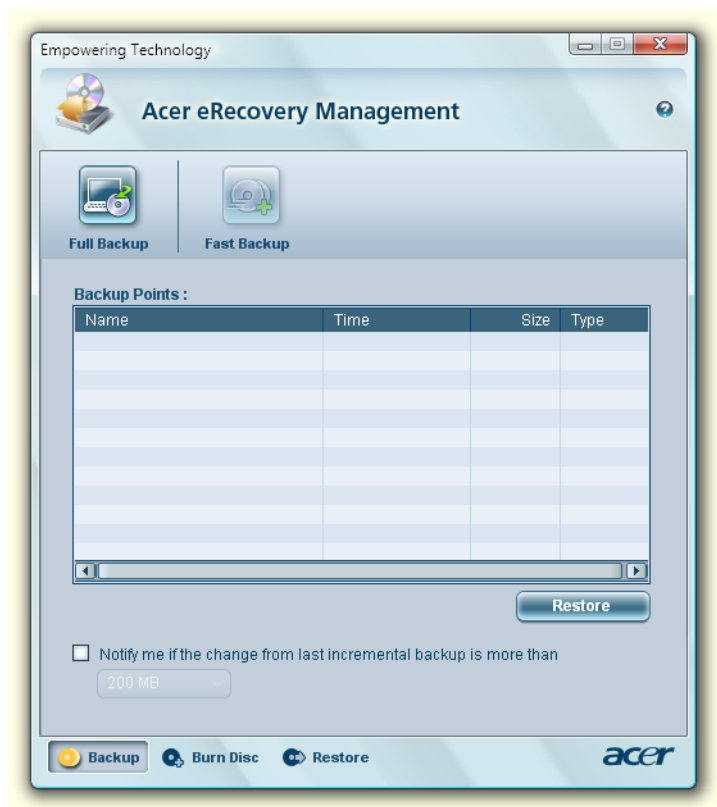 Empowering Technology
Acer eRecovery Management
Full Backup
Fast Backup
Backup Points :
Name Time Size Type
Restore
Notify me if the change from last incremental backup is more than
200 MB
Backup Burn Disc Restore acer